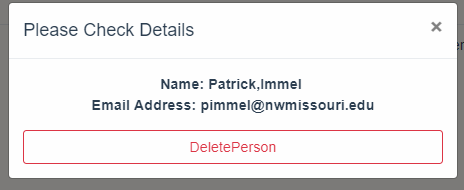 Please Check Details ×
Name: Patrick,Immel
Email Address: pimmel@nwmissouri.edu
DeletePerson